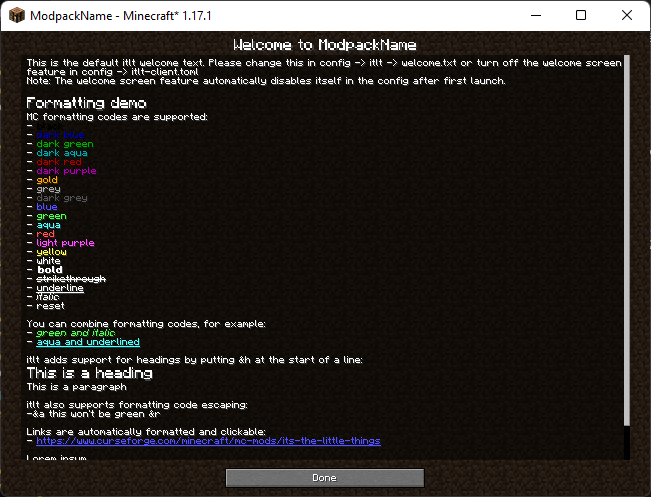 ModpackName - Minecraft* 1.17.1
Welcome to ModpackName
This is the default itlt welcome text. Please change this in config -> itlt -> welcome.txt or turn off the welcome screen
feature in config -> itlt-client.toml
Note: The welcome screen feature automatically disables itself in the config after first launch.
Formatting demo
MC formatting codes are supported:
-
- dark blue
- dark green
- dark aqua
- dark red
- dark purple
- gold
- grey
- dark grey
- blue
- green
- aqua
- red
- light purple
- yellow
- white
- bold
- strikethrough
- underline
- italic
- reset
You can combine formatting codes, for example:
- green and italic
- aqua and underlined
itlt adds support for headings by putting &h at the start of a line:
This is a heading
This is a paragraph
itlt also supports formatting code escaping:
-&a this won't be green &r
Links are automatically formatted and clickable:
- https://www.curseforge.com/minecraft/mc-mods/its-the-little-things
Lorem ipsum
Done